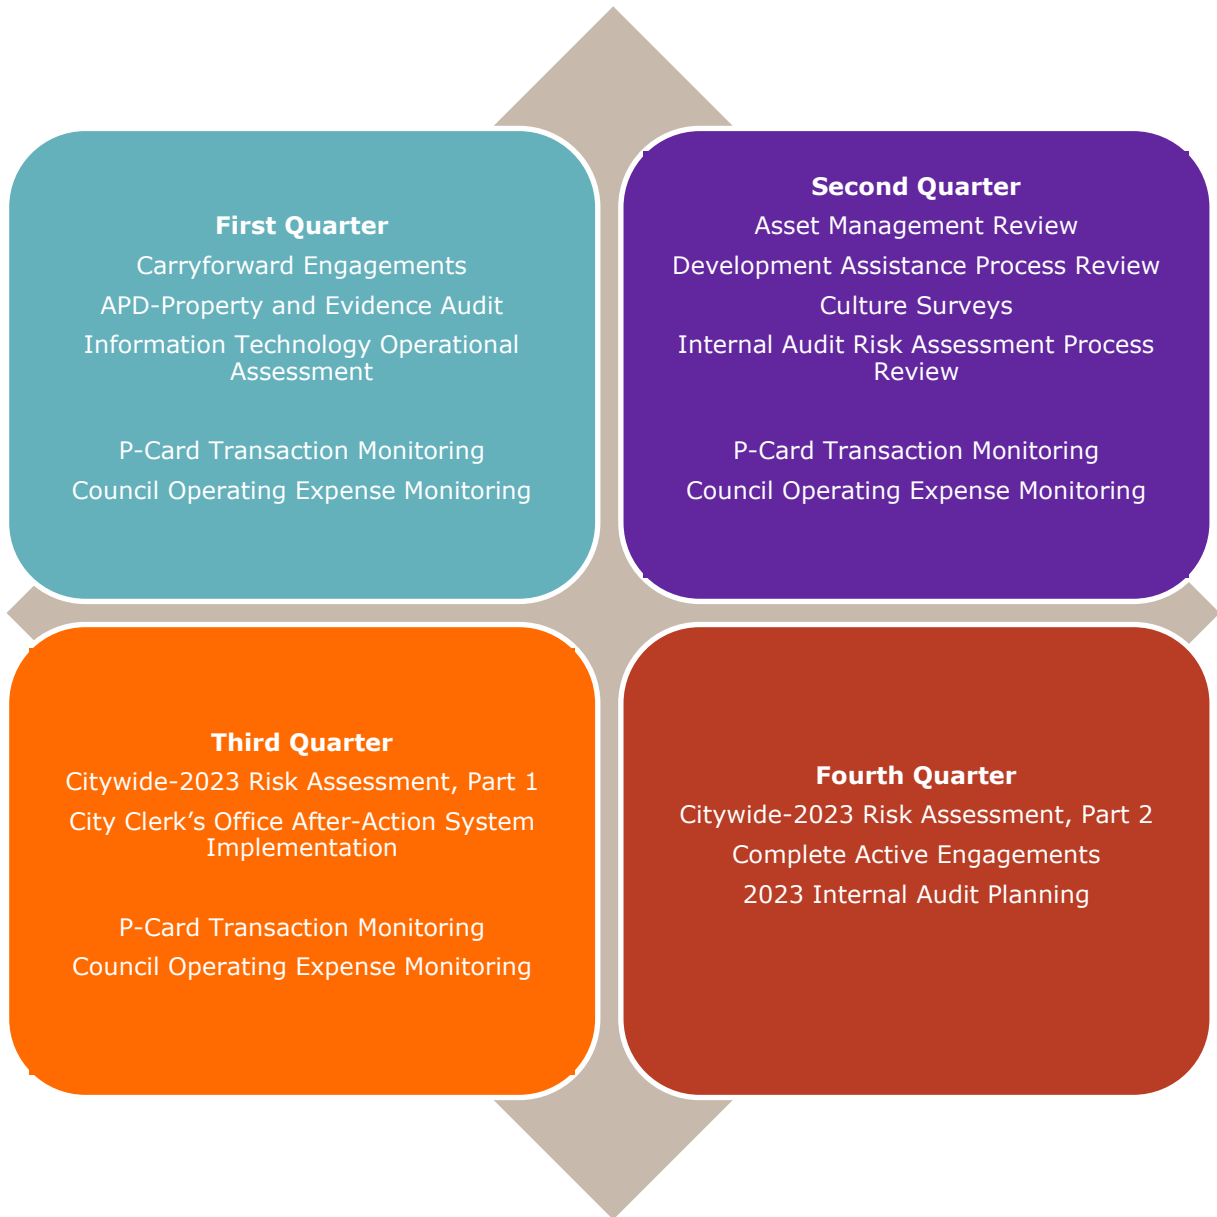 First Quarter
Carryforward Engagements
APD-Property and Evidence Audit
Information Technology Operational
Assessment
P-Card Transaction Monitoring
Council Operating Expense Monitoring
Second Quarter
Asset Management Review
Development Assistance Process Review
Culture Surveys
Internal Audit Risk Assessment Process
Review
P-Card Transaction Monitoring
Council Operating Expense Monitoring
Third Quarter
Citywide-2023 Risk Assessment, Part 1
City Clerk’s Office After-Action System
Implementation
P-Card Transaction Monitoring
Council Operating Expense Monitoring
Fourth Quarter
Citywide-2023 Risk Assessment, Part 2
Complete Active Engagements
2023 Internal Audit Planning